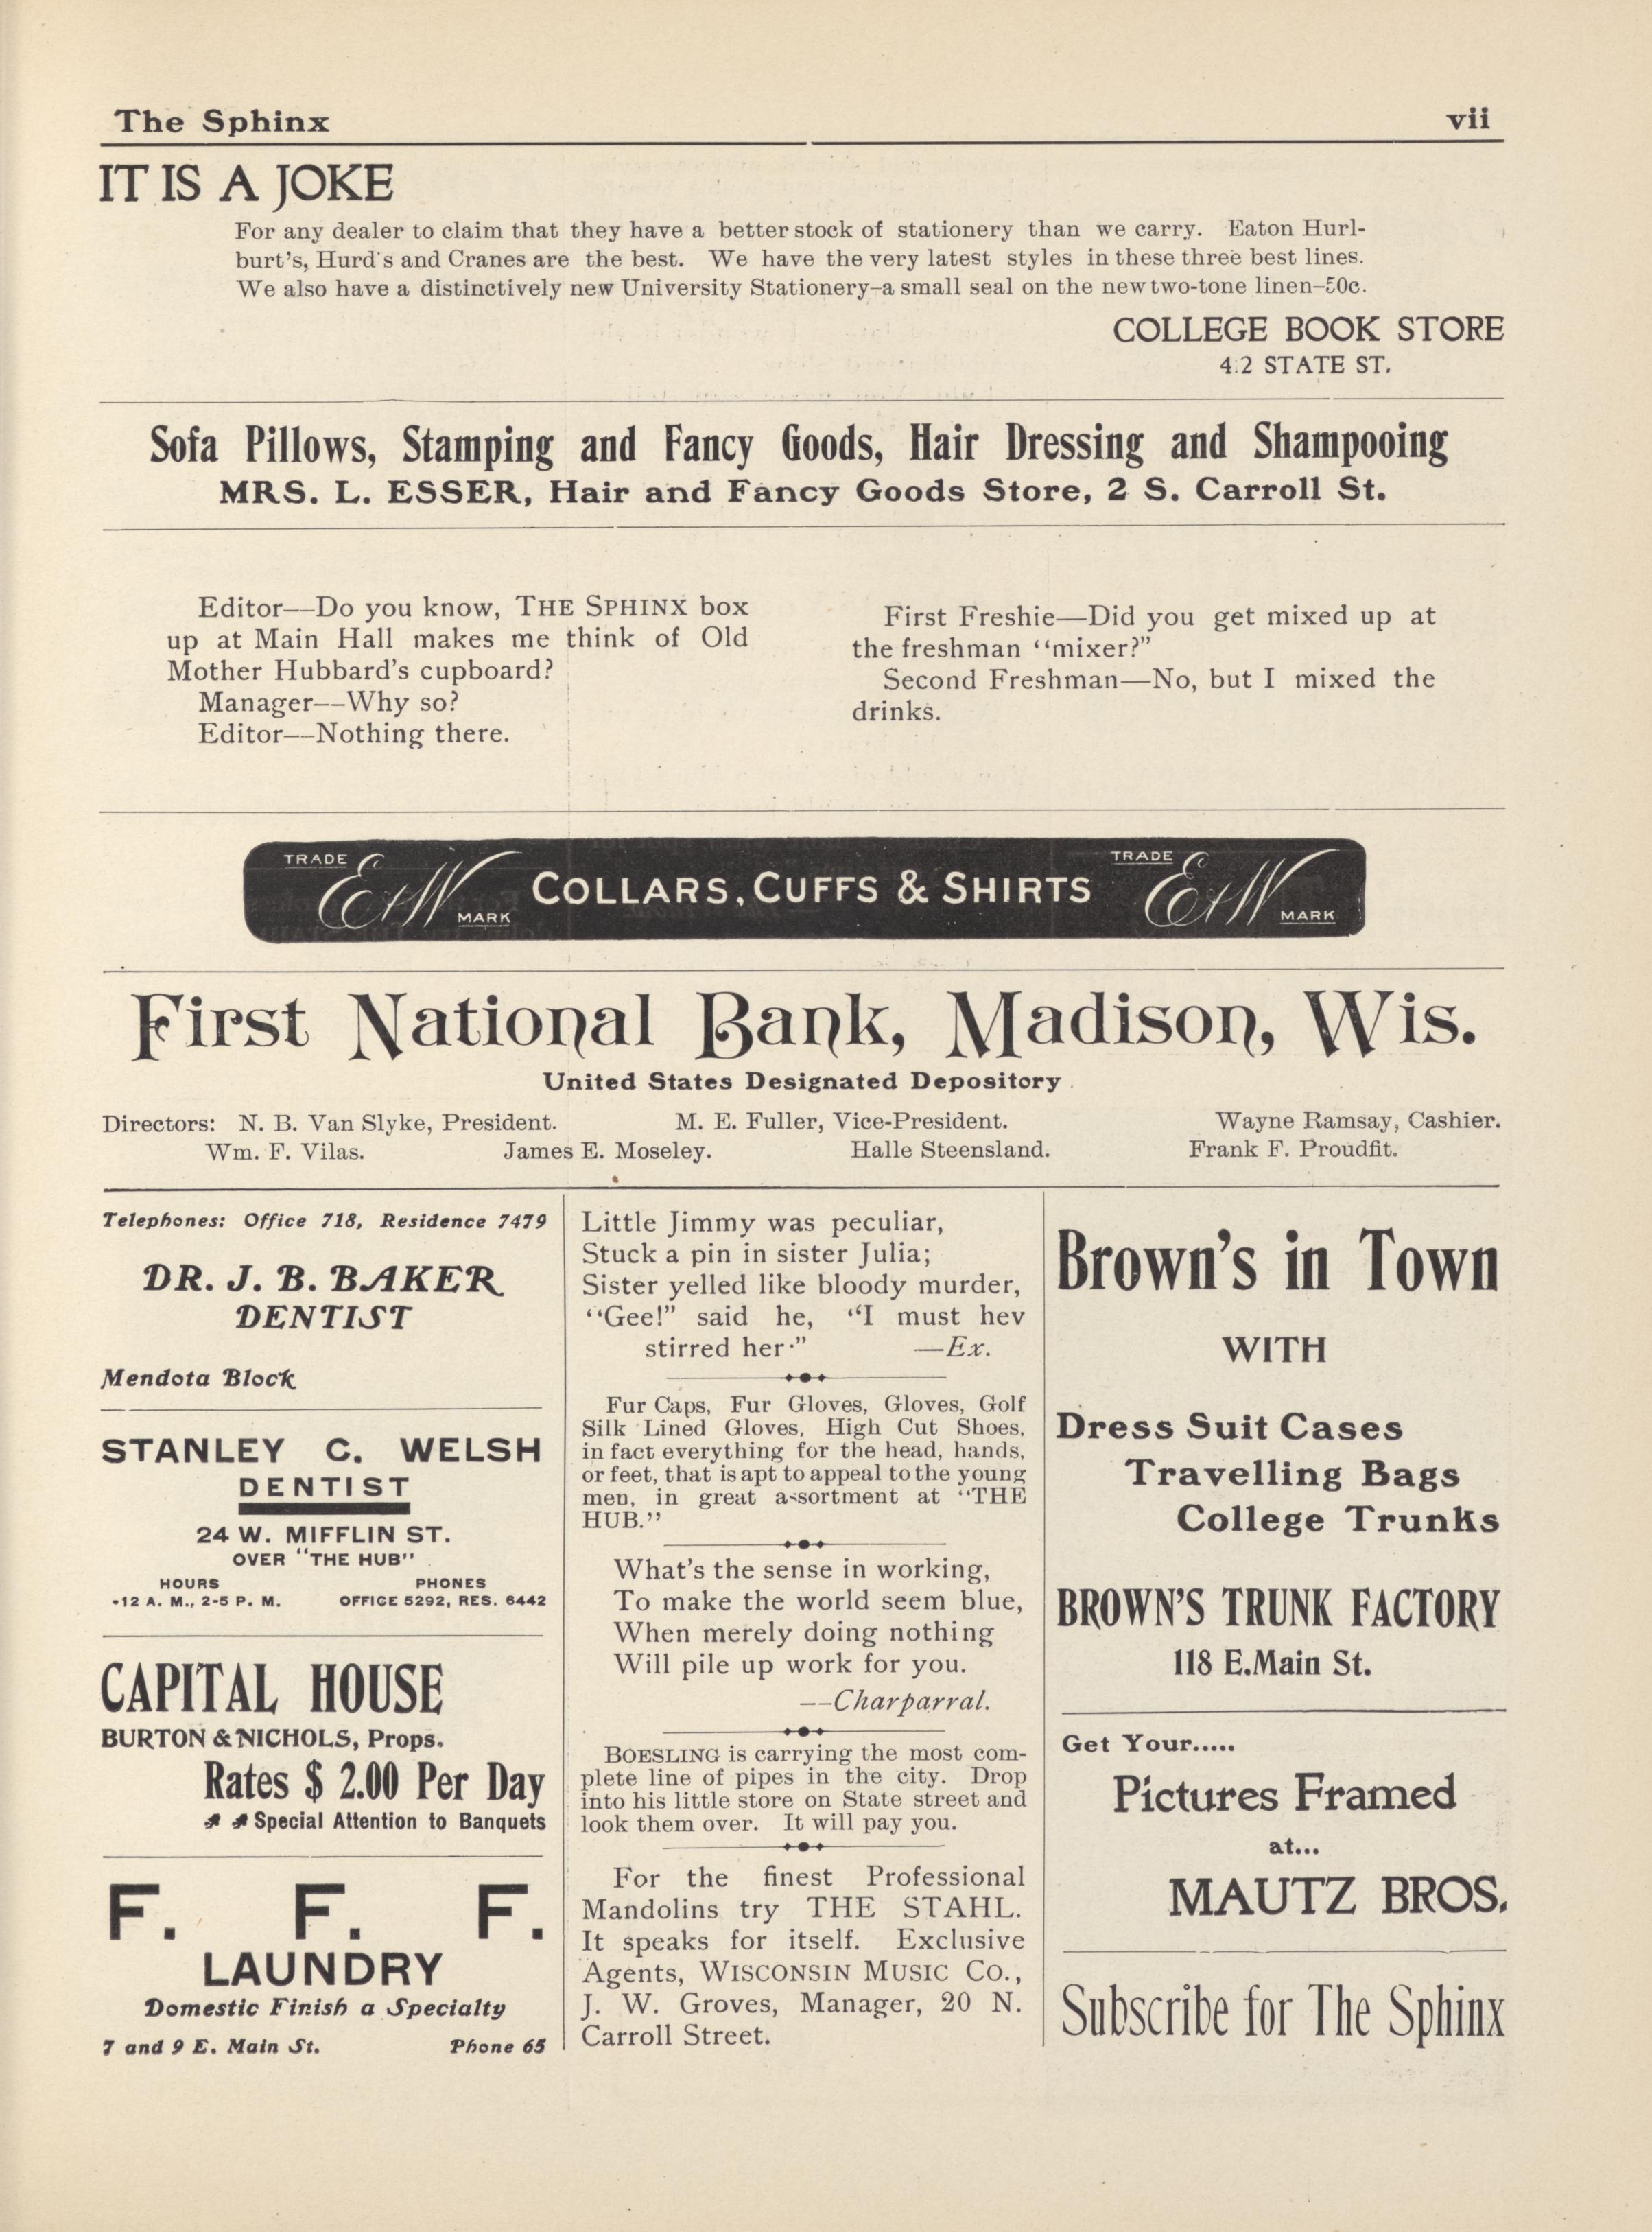 The Sphinx
vii
IT IS A JOKE
For any dealer to claim that they have a better stock of stationery than we carry. Eaton Hurl-
burt's, Hurd's and Cranes are the best. We have the very latest styles in these three best lines.
We also have a distinctively new University Stationery—a small seal on the new two-tone linen—50c.
COLLEGE BOOK STORE
STATE ST.
Sofa Pillows, Stamping and Fancy Goods, Hair Dressing and Shampooing
MRS. L. ESSER, Hair and Fancy Goods Store, 2 S. Carroll St.
Editor—Do you know, THE SPHINX box
up at Main Hall makes me think of Old
Mother Hubbard's cupboard?
Manager—Why so?
Editor—Nothing there.
First Freshie—Did you get mixed up at
the freshman "mixer?"
Second Freshman—No, but I mixed the
drinks.
TRADE E&W MARK COLLARS, CUFFS & SHIRTS TRADE E&W MARK
First National Bank, Madison, Wis.
United States Designated Depository
Directors: N. B. Van Slyke, President. M. E. Fuller, Vice-President. Wayne Ramsay, Cashier.
Wm. F. Vilas. James E. Moseley. Halle Steensland. Frank F. Proudfit.
Telephones: Office 718, Residence 7479
DR. J. B. BAKER
DENTIST
Mendota Block
STANLEY C. WELSH
DENTIST
24 W. MIFFLIN ST.
OVER "THE HUB"
HOURS PHONES
-12 A. M., 2-5 P. M. OFFICE 5292, RES. 6442
CAPITAL HOUSE
BURTON & NICHOLS, Props.
Rates $ 2.00 Per Day
Special Attention to Banquets
F. F. F.
LAUNDRY
Domestic Finish a Specialty
7 and 9 E. Main St. Phone 65
Little Jimmy was peculiar,
Stuck a pin in sister Julia;
Sister yelled like bloody murder,
"Gee!" said he, "I must hev
stirred her." —Ex.
Fur Caps, Fur Gloves, Gloves, Golf
Silk Lined Gloves, High Cut Shoes,
in fact everything for the head, hands,
or feet, that is apt to appeal to the young
men, in great assortment at "THE
HUB."
What's the sense in working,
To make the world seem blue,
When merely doing nothing
Will pile up work for you.
—Charparral.
BOESLING is carrying the most com-
plete line of pipes in the city. Drop
into his little store on State street and
look them over. It will pay you.
For the finest Professional
Mandolins try THE STAHL.
It speaks for itself. Exclusive
Agents, WISCONSIN MUSIC CO.,
J. W. Groves, Manager, 20 N.
Carroll Street.
Brown's in Town
WITH
Dress Suit Cases
Travelling Bags
College Trunks
BROWN'S TRUNK FACTORY
118 E. Main St.
Get Your.....
Pictures Framed
at...
MAUTZ BROS.
Subscribe for The Sphinx